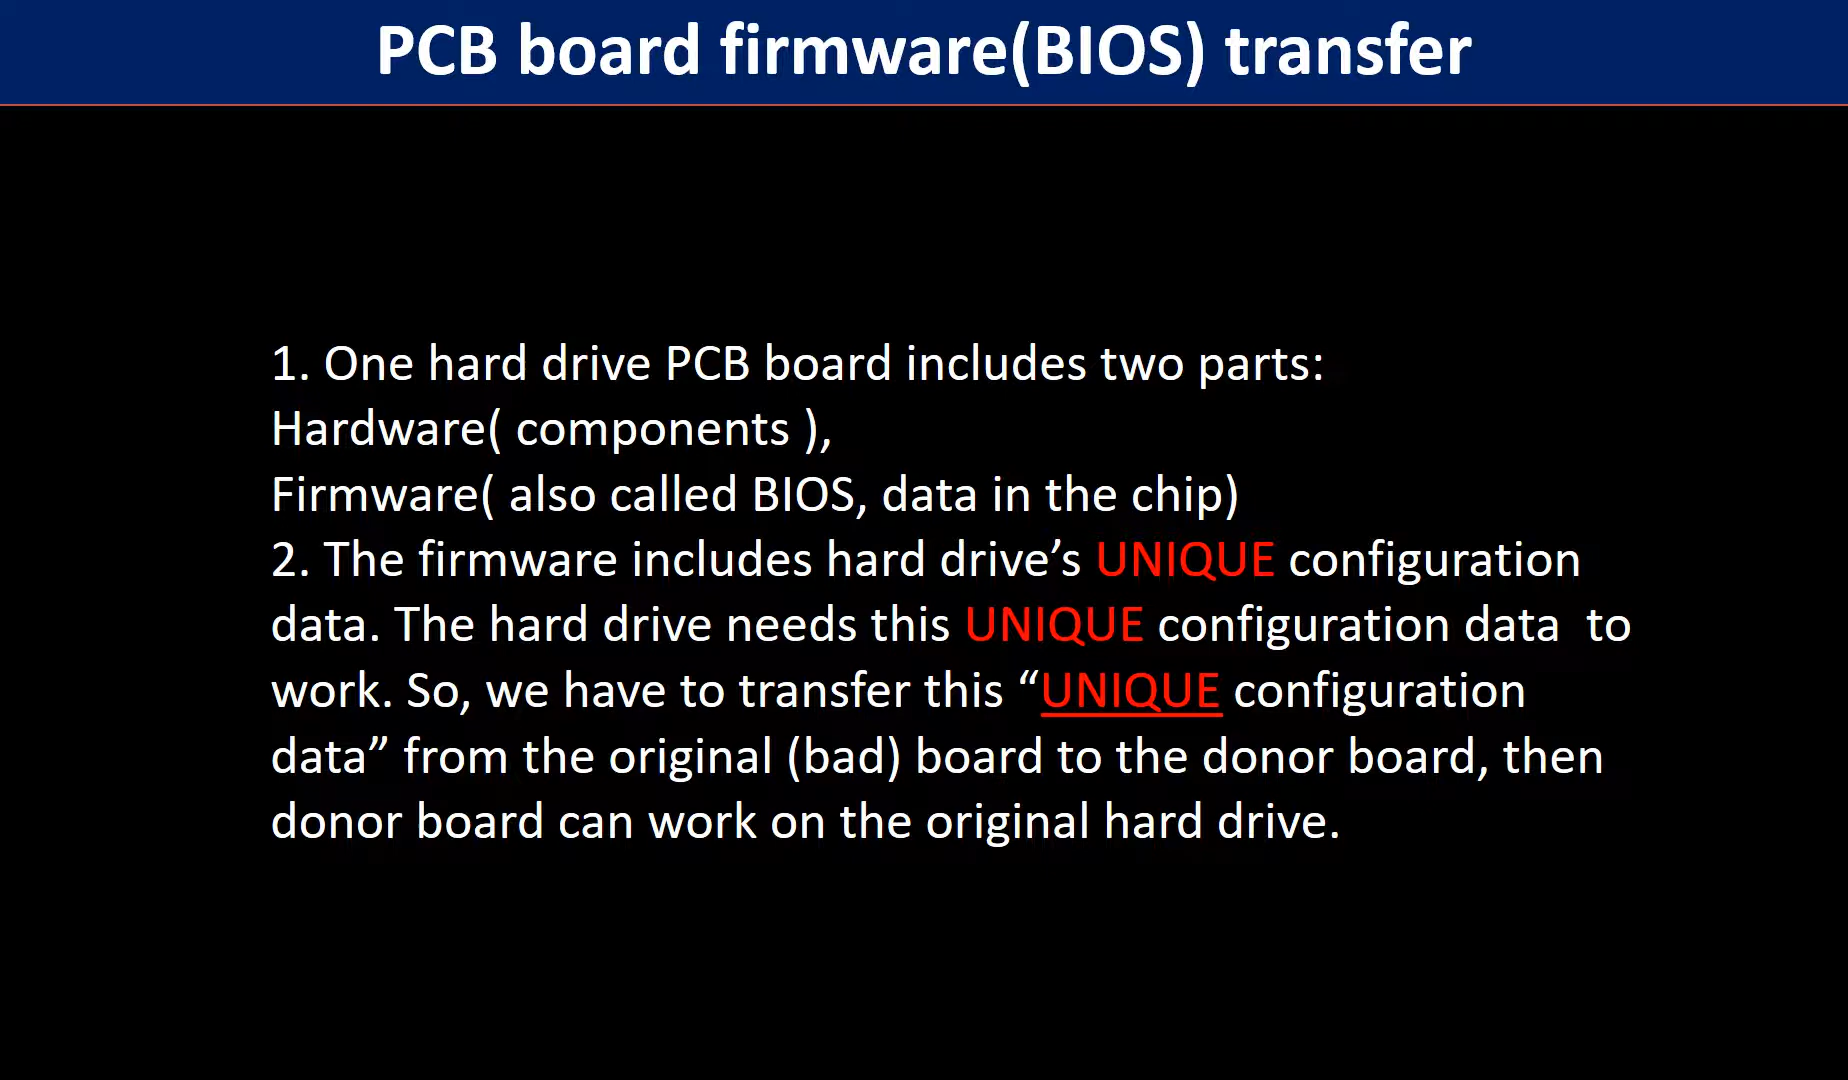 PCB board firmware(BIOS) transfer
1. One hard drive PCB board includes two parts:
Hardware( components ),
Firmware( also called BIOS, data in the chip)
2. The firmware includes hard drive’s UNIQUE configuration
data. The hard drive needs this UNIQUE configuration data  to
work. So, we have to transfer this “UNIQUE configuration
data” from the original (bad) board to the donor board, then
donor board can work on the original hard drive.